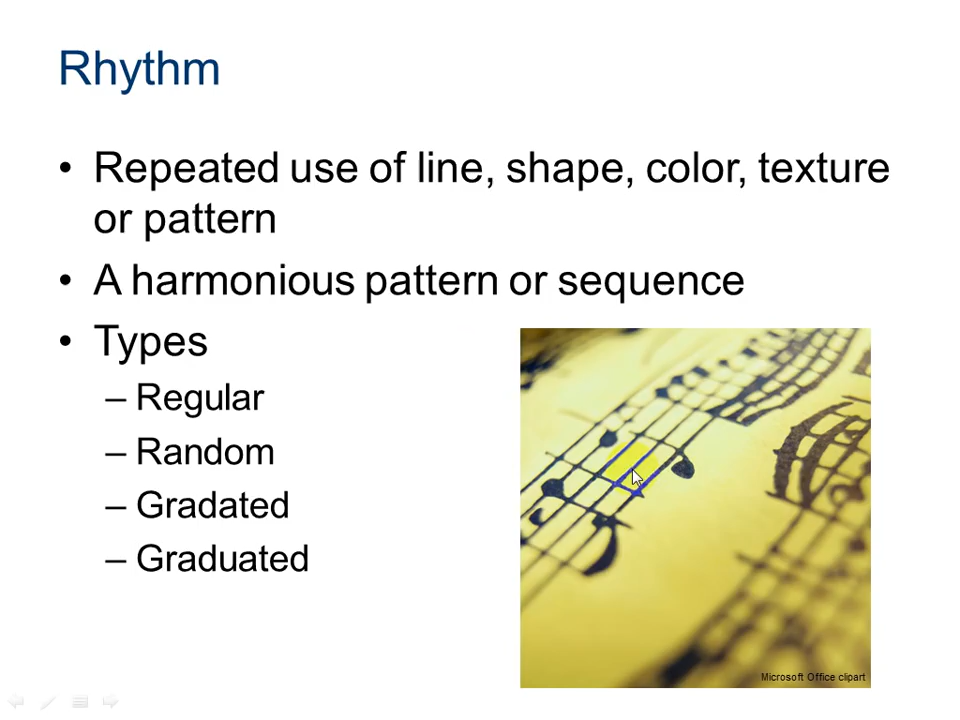 Rhythm
• Repeated use of line, shape, color, texture
or pattern
• A harmonious pattern or sequence
• Types
– Regular
– Random
– Gradated
– Graduated
Microsoft Office clipart